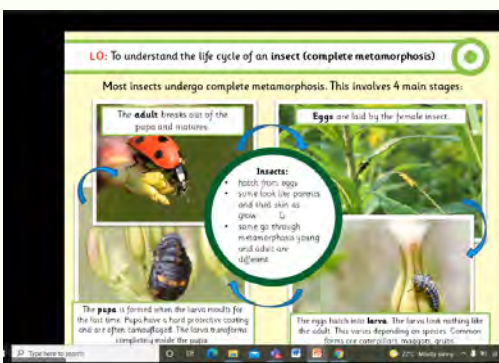 LO: To understand the life cycle of an insect (complete metamorphosis)
Most insects undergo complete metamorphosis. This involves 4 main stages:
The adult breaks out of the
pupa and matures.
Eggs are laid by the female insect.
Insects:
• hatch from eggs
• some look like parents
and shed skin as
grow
• some go through
metamorphosis young
and adult are
different
The pupa is formed when the larva moults for
the last time. Pupas have a hard protective coating
and are often camouflaged. The larva transforms
completely inside the pupa.
The eggs hatch into larva. The larva look nothing like
the adult. This varies depending on species. Common
forms are caterpillars, maggots, grubs.
Type here to search
Mostly sunny